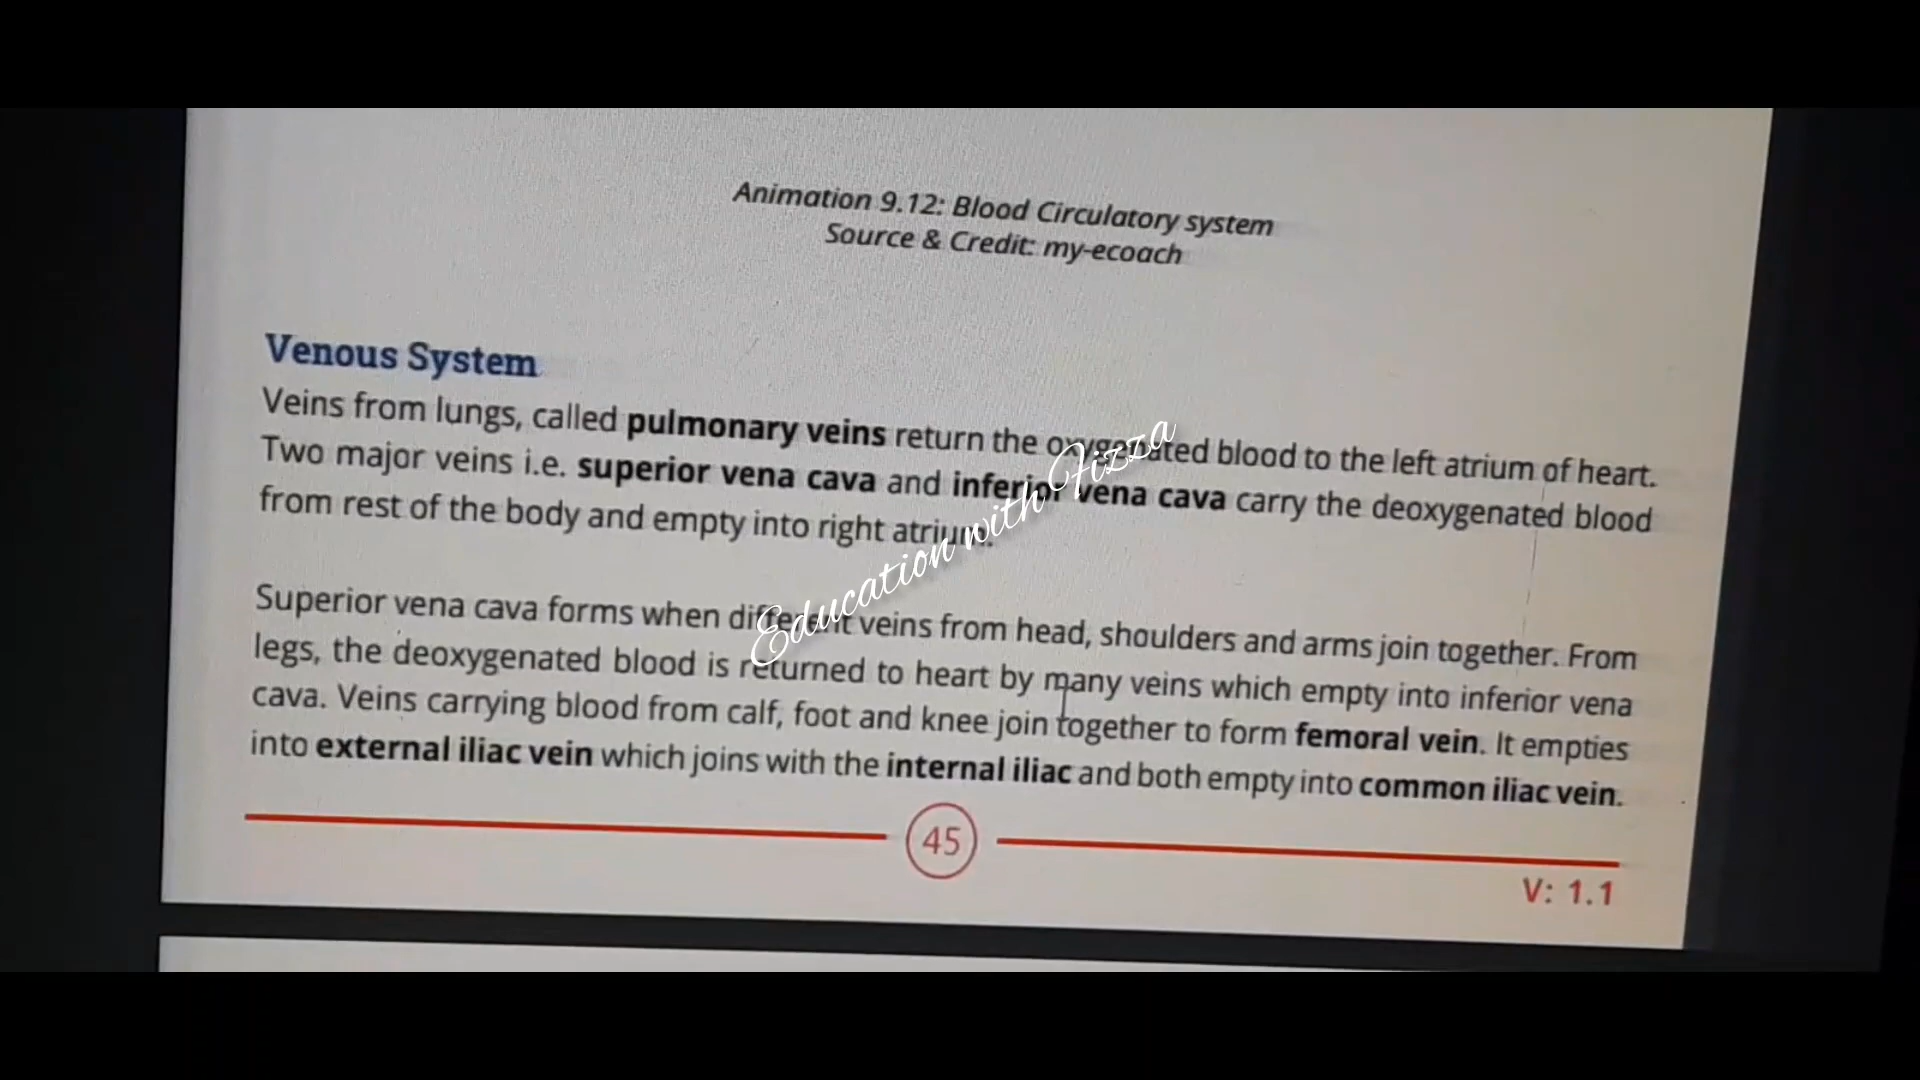 Animation 9.12: Blood Circulatory system
Source & Credit: my-ecoach
Venous System
Veins from lungs, called pulmonary veins return the oxygenated blood to the left atrium of heart.
Two major veins i.e. superior vena cava and inferior vena cava carry the deoxygenated blood
from rest of the body and empty into right atrium.
Education with Fizza
Superior vena cava forms when different veins from head, shoulders and arms join together. From
legs, the deoxygenated blood is returned to heart by many veins which empty into inferior vena
cava. Veins carrying blood from calf, foot and knee join together to form femoral vein. It empties
into external iliac vein which joins with the internal iliac and both empty into common iliac vein.
45
V: 1.1